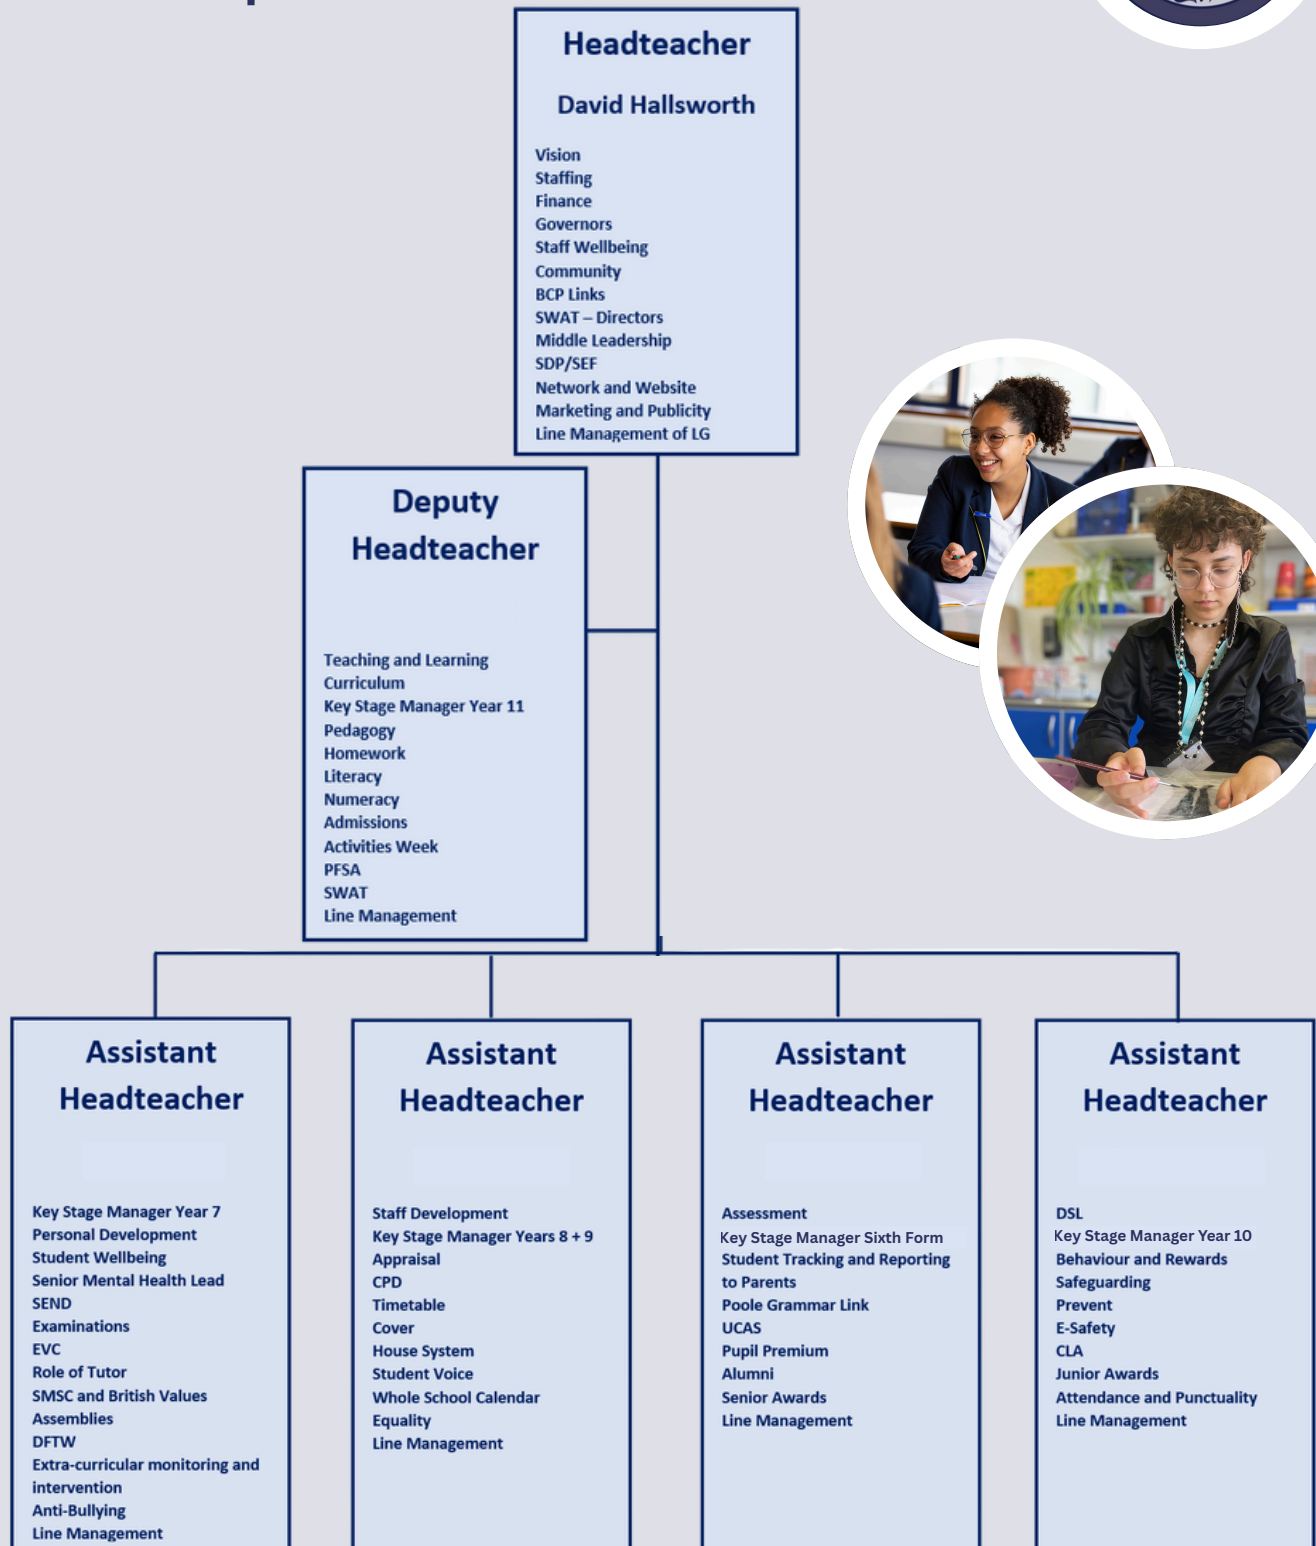 Headteacher
David Hallsworth
Vision
Staffing
Finance
Governors
Staff Wellbeing
Community
BCP Links
SWAT – Directors
Middle Leadership
SDP/SEF
Network and Website
Marketing and Publicity
Line Management of LG
Deputy
Headteacher
Teaching and Learning
Curriculum
Key Stage Manager Year 11
Pedagogy
Homework
Literacy
Numeracy
Admissions
Activities Week
PFSA
SWAT
Line Management
Assistant
Headteacher
Key Stage Manager Year 7
Personal Development
Student Wellbeing
Senior Mental Health Lead
SEND
Examinations
EVC
Role of Tutor
SMSC and British Values
Assemblies
DFTW
Extra-curricular monitoring and
intervention
Anti-Bullying
Line Management
Assistant
Headteacher
Staff Development
Key Stage Manager Years 8 + 9
Appraisal
CPD
Timetable
Cover
House System
Student Voice
Whole School Calendar
Equality
Line Management
Assistant
Headteacher
Assessment
Key Stage Manager Sixth Form
Student Tracking and Reporting
to Parents
Poole Grammar Link
UCAS
Pupil Premium
Alumni
Senior Awards
Line Management
Assistant
Headteacher
DSL
Key Stage Manager Year 10
Behaviour and Rewards
Safeguarding
Prevent
E-Safety
CLA
Junior Awards
Attendance and Punctuality
Line Management